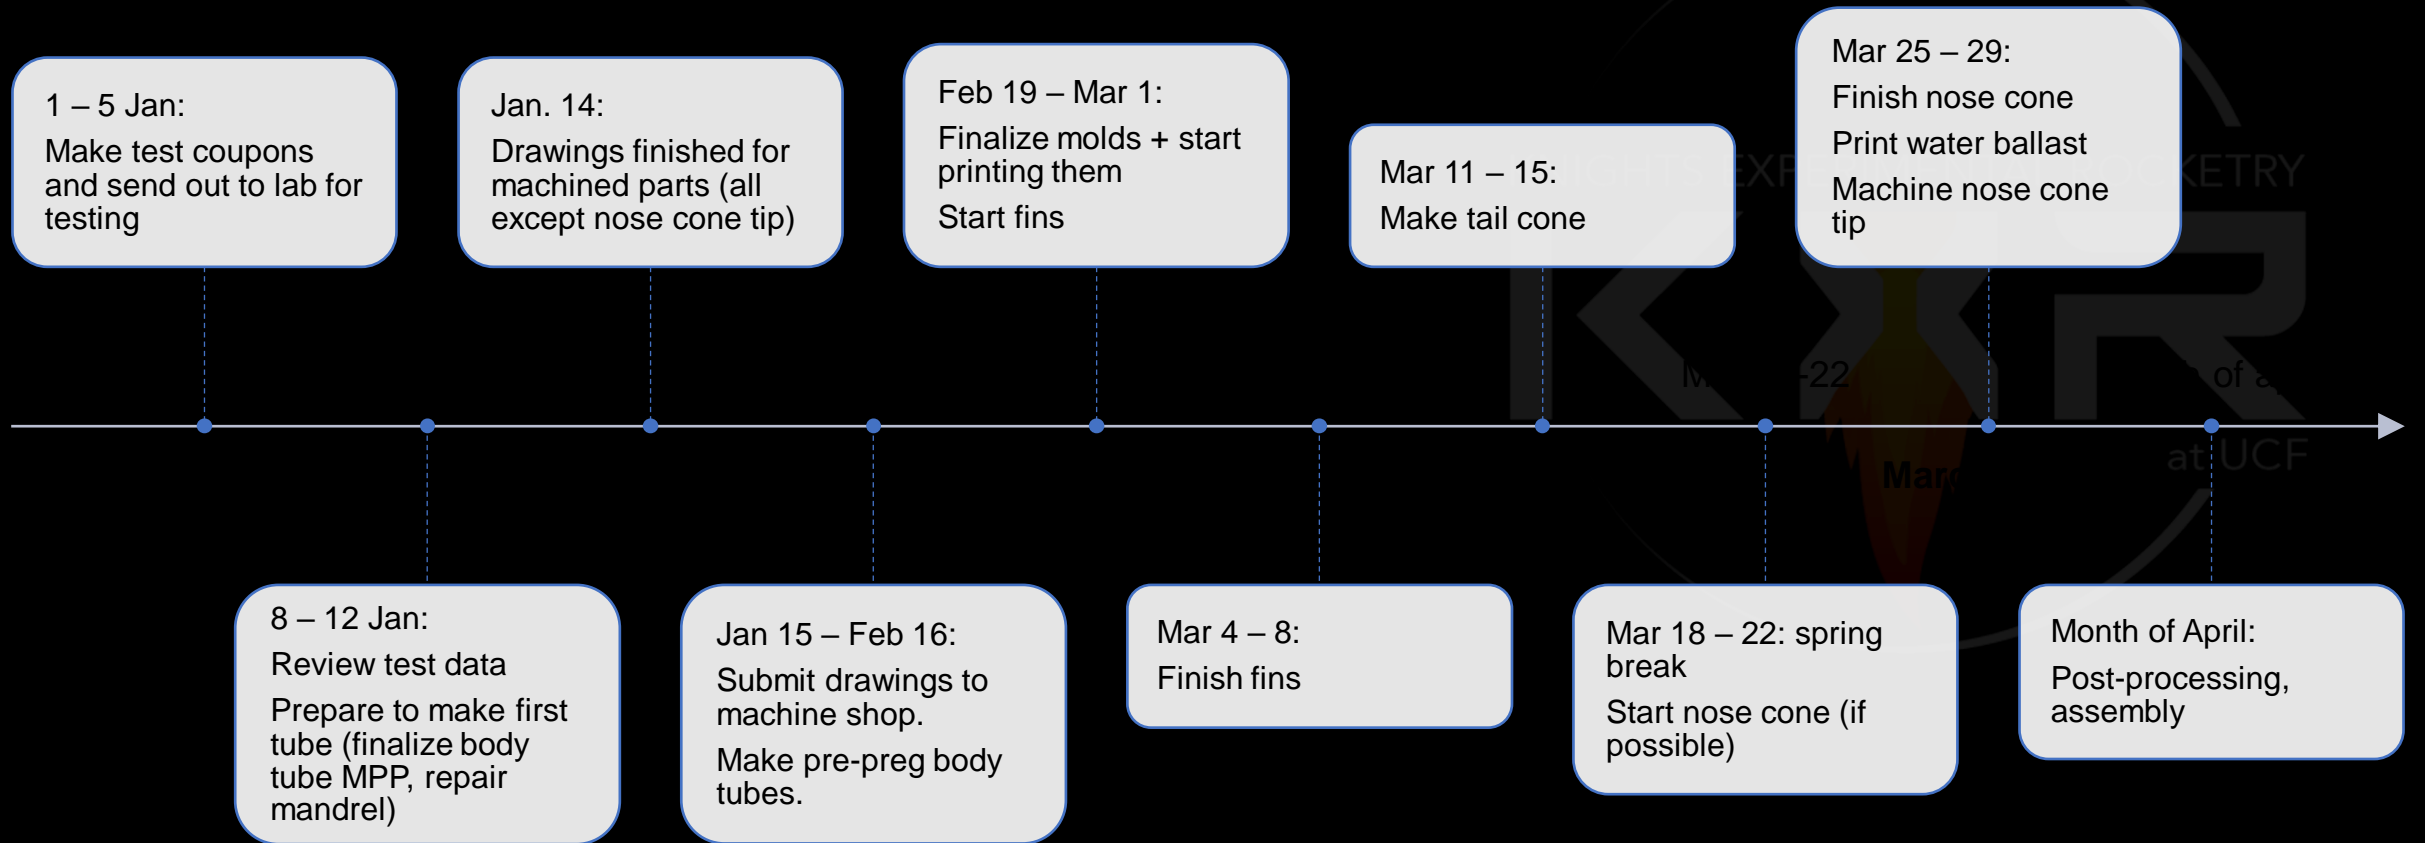 1 – 5 Jan:
Make test coupons
and send out to lab for
testing
8 – 12 Jan:
Review test data
Prepare to make first
tube (finalize body
tube MPP, repair
mandrel)
Jan. 14:
Drawings finished for
machined parts (all
except nose cone tip)
Jan 15 – Feb 16:
Submit drawings to
machine shop.
Make pre-preg body
tubes.
Feb 19 – Mar 1:
Finalize molds + start
printing them
Start fins
Mar 4 – 8:
Finish fins
Mar 11 – 15:
Make tail cone
Mar 18 – 22: spring
break
Start nose cone (if
possible)
Mar 25 – 29:
Finish nose cone
Print water ballast
Machine nose cone
tip
Month of April:
Post-processing,
assembly
KXR
at UCF